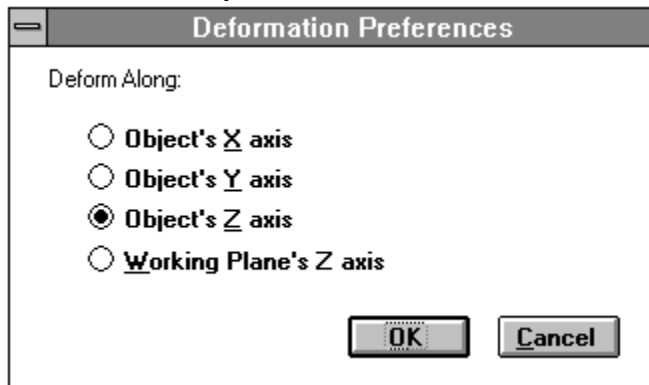 Deformation Preferences
Deform Along:
Object's X axis
Object's Y axis
Object's Z axis
Working Plane's Z axis
OK Cancel